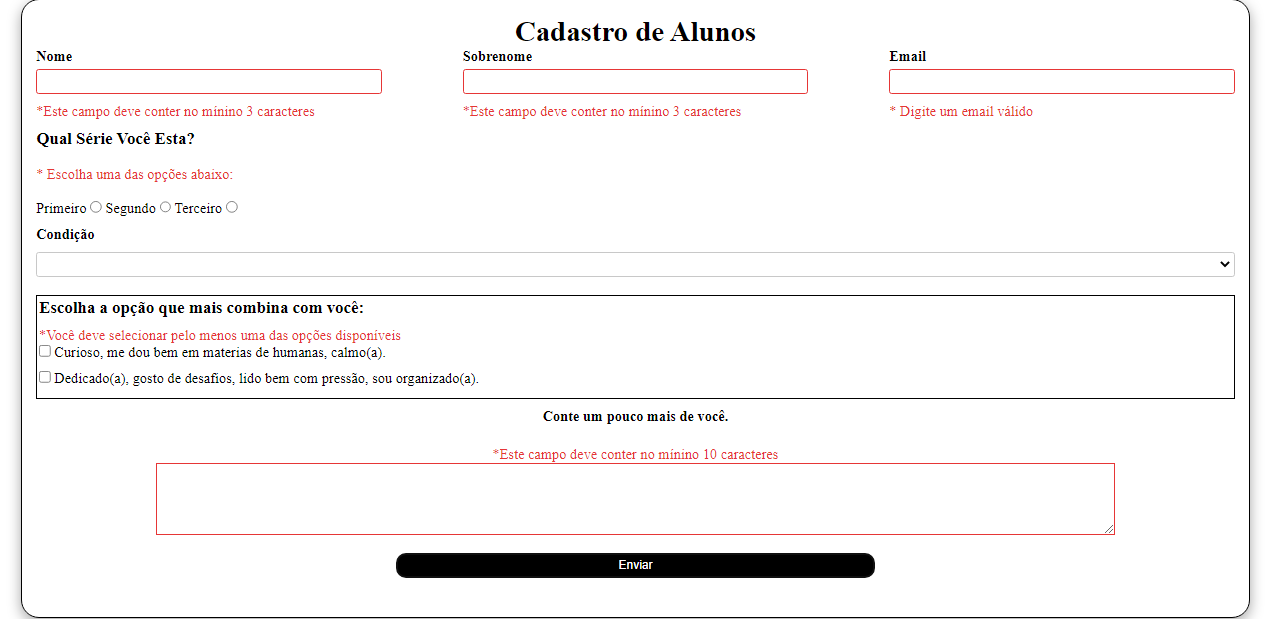 Cadastro de Alunos
Nome Sobrenome Email
*Este campo deve conter no mínino 3 caracteres *Este campo deve conter no mínino 3 caracteres * Digite um email válido
Qual Série Você Esta?
* Escolha uma das opções abaixo:
Primeiro Segundo Terceiro
Condição
Escolha a opção que mais combina com você:
*Você deve selecionar pelo menos uma das opções disponíveis
Curioso, me dou bem em materias de humanas, calmo(a).
Dedicado(a), gosto de desafios, lido bem com pressão, sou organizado(a).
Conte um pouco mais de você.
*Este campo deve conter no mínino 10 caracteres
Enviar